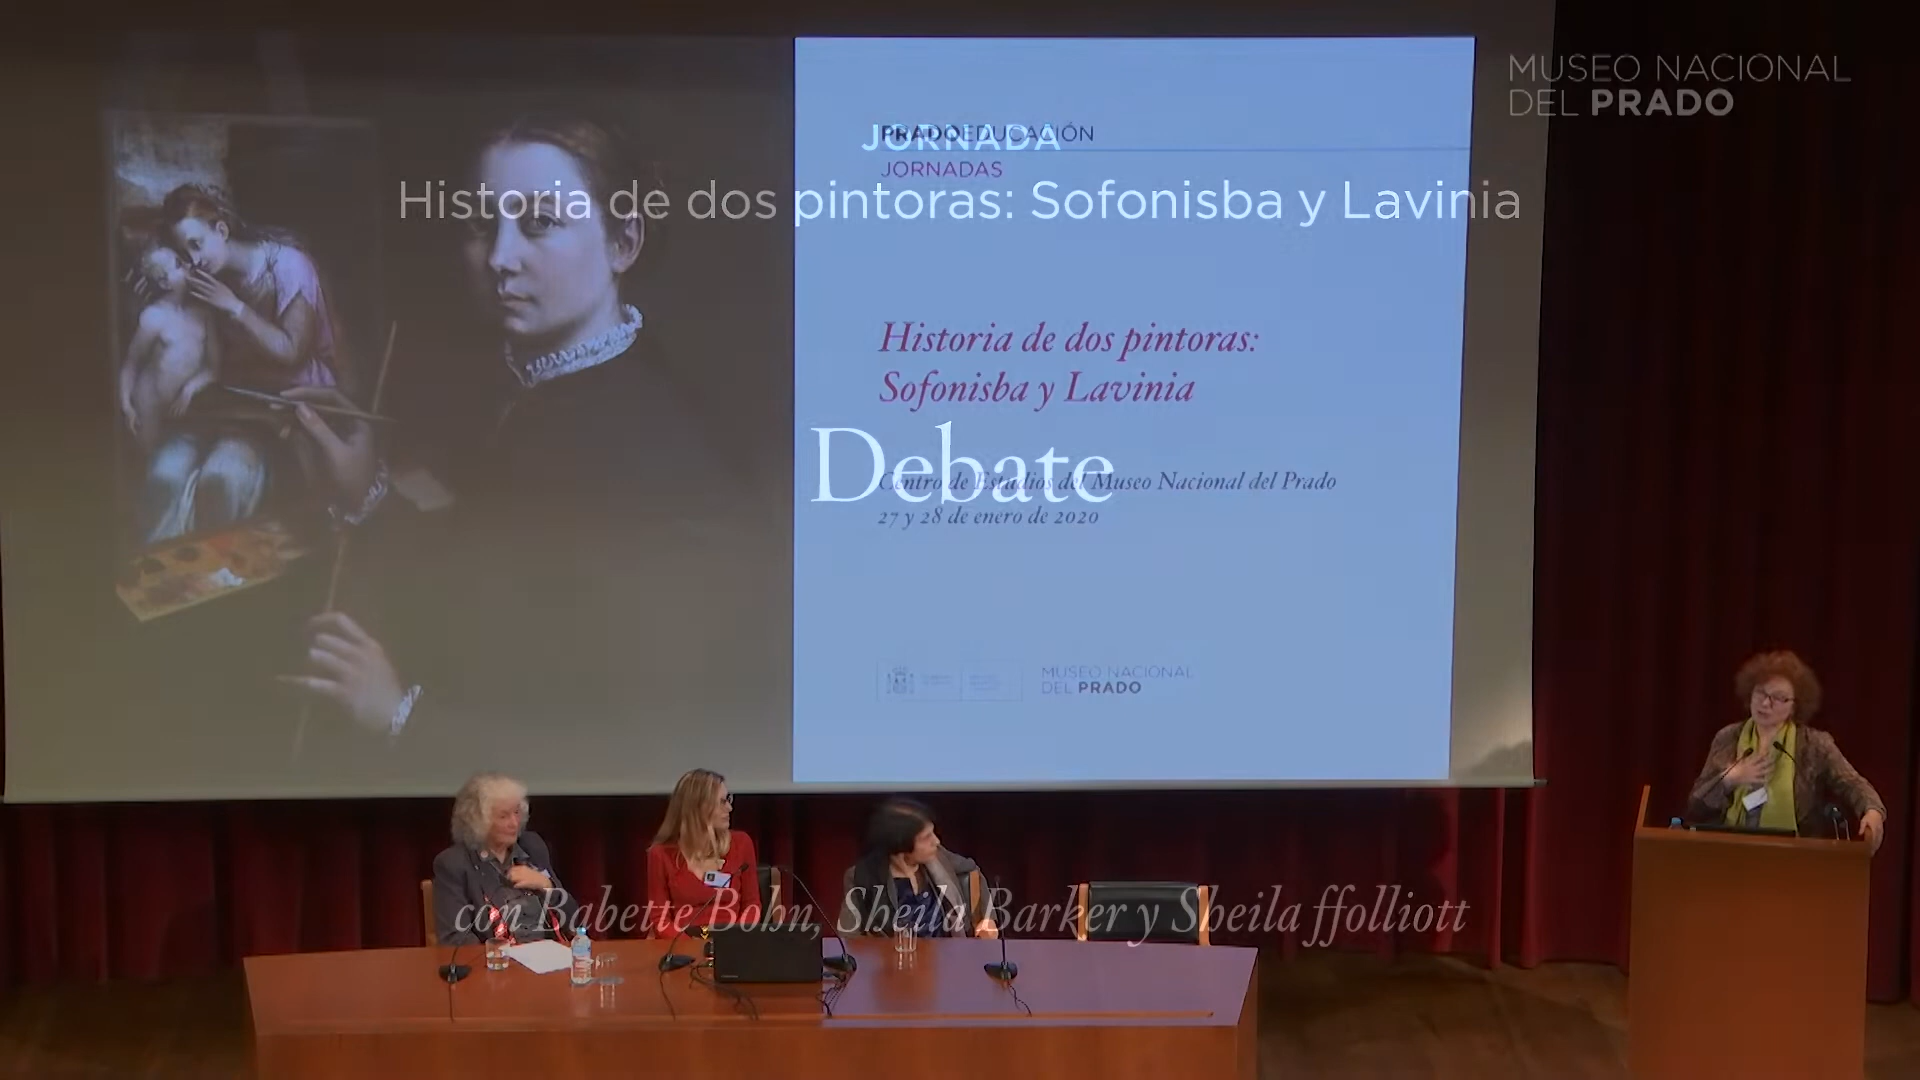 MUSEO NACIONAL
DEL PRADO
JORNADA
PRADOEDUCACIÓN
JORNADAS
Historia de dos pintoras: Sofonisba y Lavinia
Historia de dos pintoras:
Sofonisba y Lavinia
Debate
Centro de Estudios del Museo Nacional del Prado
27 y 28 de enero de 2020
MUSEO NACIONAL
DEL PRADO
con Babette Bohn, Sheila Barker y Sheila ffolliott